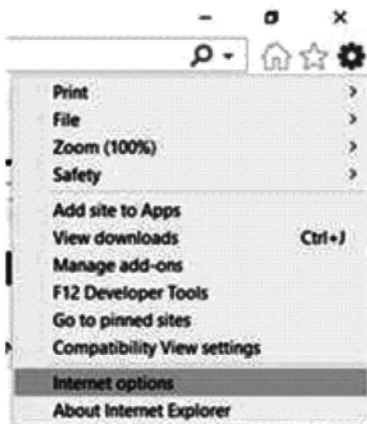 Print
File
Zoom (100%)
Safety
Add site to Apps
View downloads Ctrl+J
Manage add-ons
F12 Developer Tools
Go to pinned sites
Compatibility View settings
Internet options
About Internet Explorer